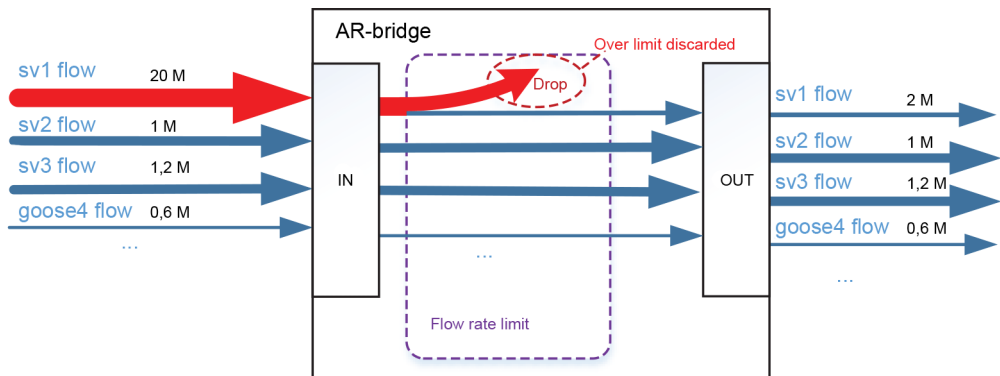 AR-bridge
Over limit discarded
sv1 flow
20 M
Drop
sv1 flow
2 M
sv2 flow
1 M
sv2 flow
1 M
sv3 flow
1,2 M
IN
OUT
sv3 flow
1,2 M
goose4 flow
0,6 M
goose4 flow
0,6 M
...
...
...
Flow rate limit